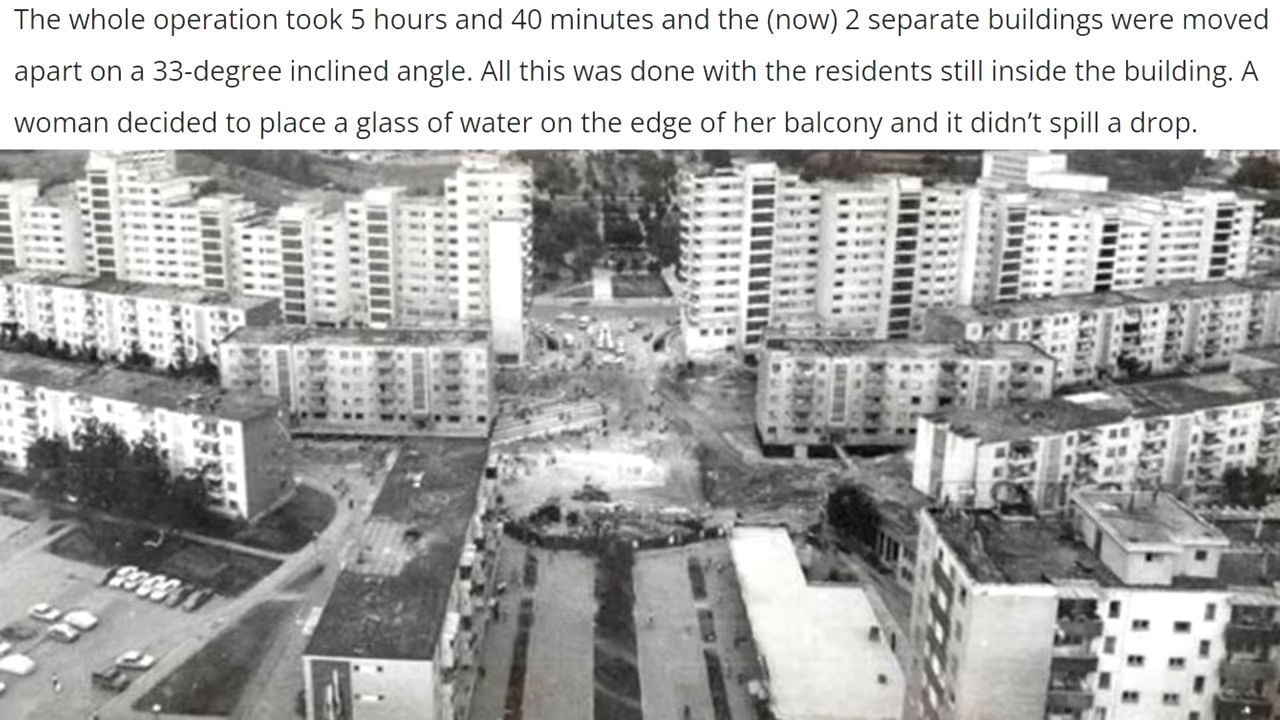 The whole operation took 5 hours and 40 minutes and the (now) 2 separate buildings were moved
apart on a 33-degree inclined angle. All this was done with the residents still inside the building. A
woman decided to place a glass of water on the edge of her balcony and it didn’t spill a drop.